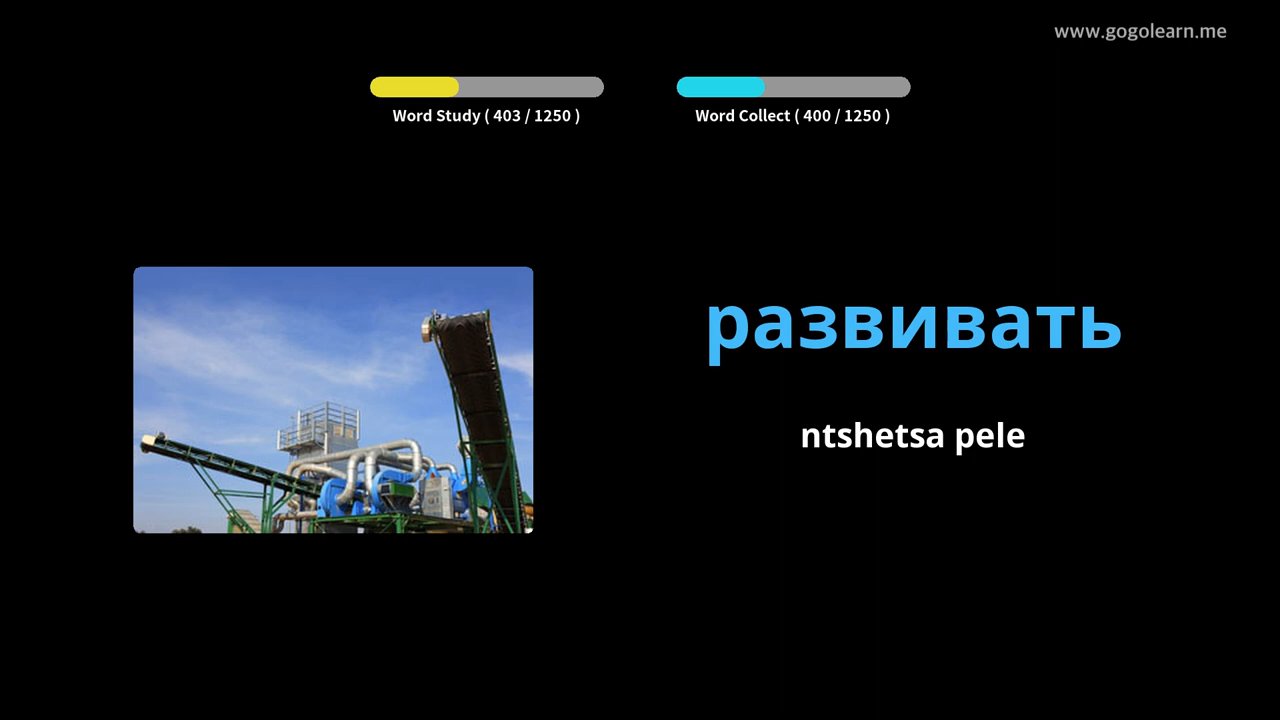 www.gogolearn.me
Word Study ( 403 / 1250 )
Word Collect ( 400 / 1250 )
развивать
ntshetsa pele